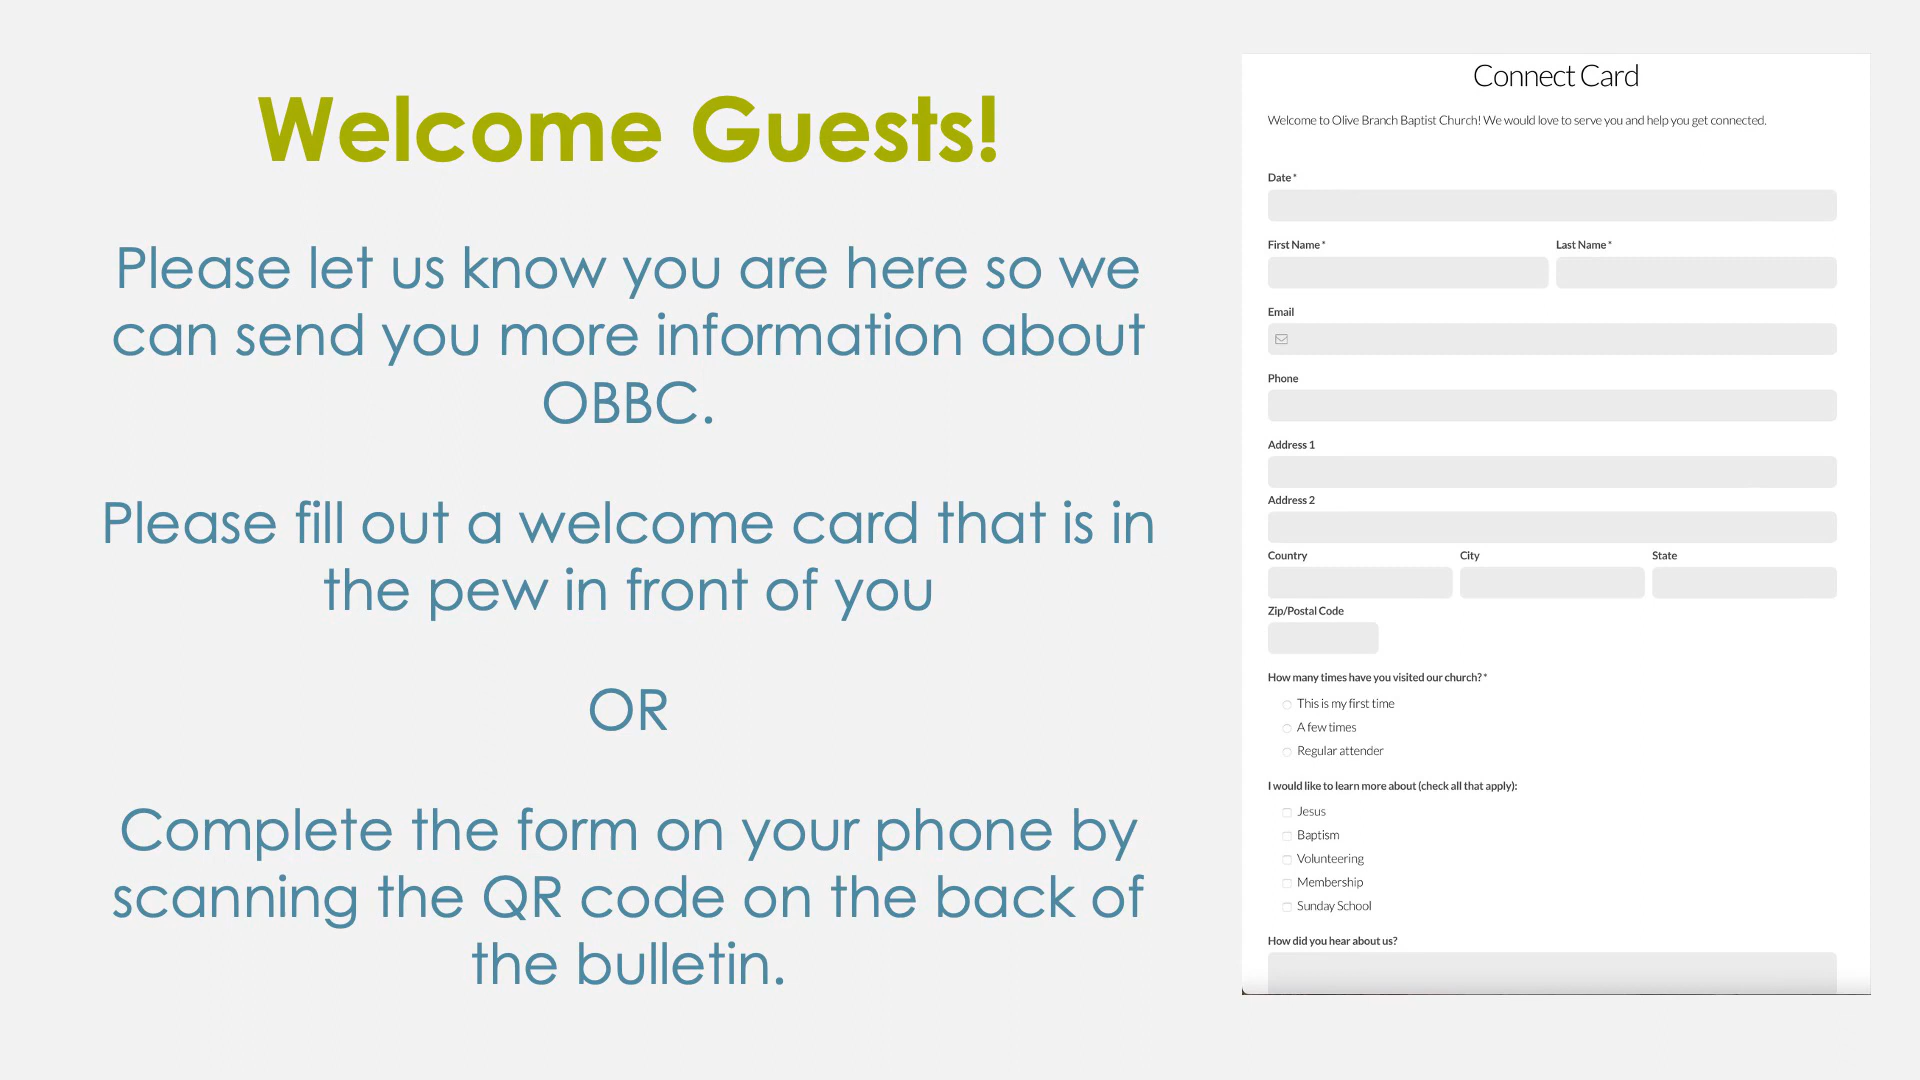 Welcome Guests!
Please let us know you are here so we
can send you more information about
OBBC.
Please fill out a welcome card that is in
the pew in front of you
OR
Complete the form on your phone by
scanning the QR code on the back of
the bulletin.
Connect Card
Welcome to Olive Branch Baptist Church! We would love to serve you and help you get connected.
Date *
First Name * Last Name *
Email
Phone
Address 1
Address 2
Country City State
Zip/Postal Code
How many times have you visited our church? *
This is my first time
A few times
Regular attender
I would like to learn more about (check all that apply):
Jesus
Baptism
Volunteering
Membership
Sunday School
How did you hear about us?